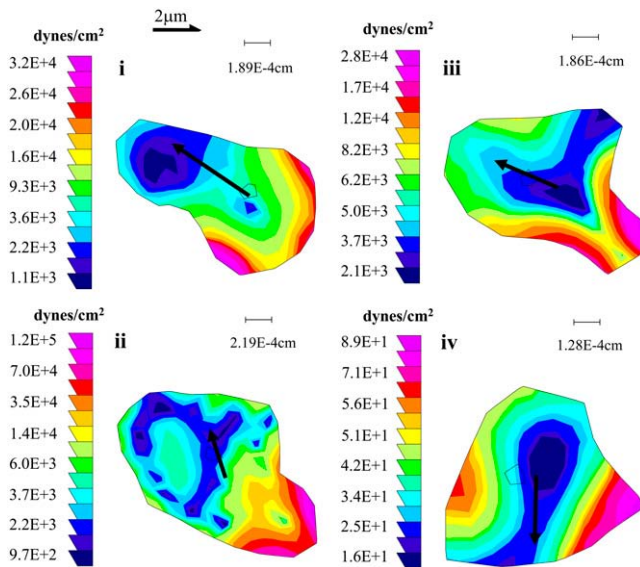 dynes/cm²
3.2E+4
2.6E+4
2.0E+4
1.6E+4
9.3E+3
3.6E+3
2.2E+3
1.1E+3
2μm
i
1.89E-4cm
dynes/cm²
2.8E+4
1.7E+4
1.2E+4
8.2E+3
6.2E+3
5.0E+3
3.7E+3
2.1E+3
iii
1.86E-4cm
dynes/cm²
1.2E+5
7.0E+4
3.5E+4
1.4E+4
6.0E+3
3.7E+3
2.2E+3
9.7E+2
ii
2.19E-4cm
dynes/cm²
8.9E+1
7.1E+1
5.6E+1
5.1E+1
4.2E+1
3.4E+1
2.5E+1
1.6E+1
iv
1.28E-4cm